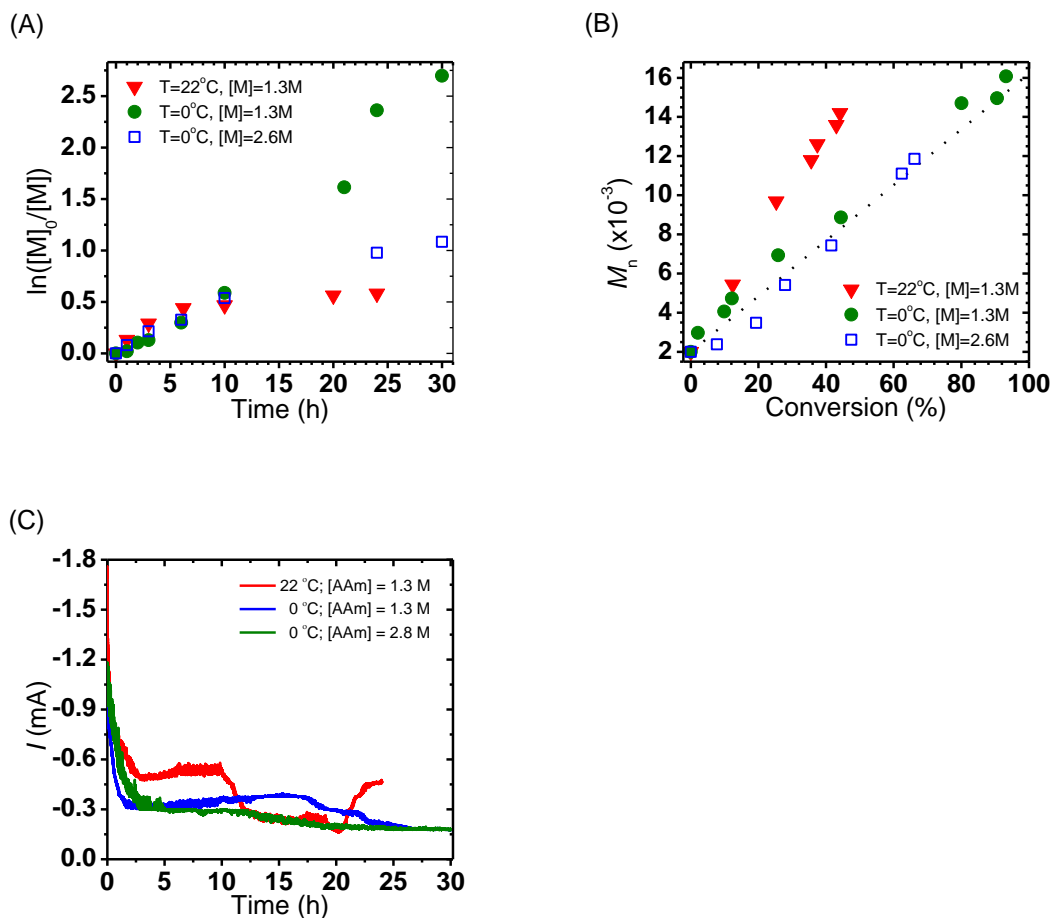 (A)
ln([M]0/[M])
2.5
2.0
1.5
1.0
0.5
0.0
T=22°C, [M]=1.3M
T=0°C, [M]=1.3M
T=0°C, [M]=2.6M
0 5 10 15 20 25 30
Time (h)
(B)
Mn (x10-3)
16
14
12
10
8
6
4
2
T=22°C, [M]=1.3M
T=0°C, [M]=1.3M
T=0°C, [M]=2.6M
0 20 40 60 80 100
Conversion (%)
(C)
I (mA)
-1.8
-1.5
-1.2
-0.9
-0.6
-0.3
0.0
22 °C; [AAm] = 1.3 M
0 °C; [AAm] = 1.3 M
0 °C; [AAm] = 2.8 M
0 5 10 15 20 25 30
Time (h)